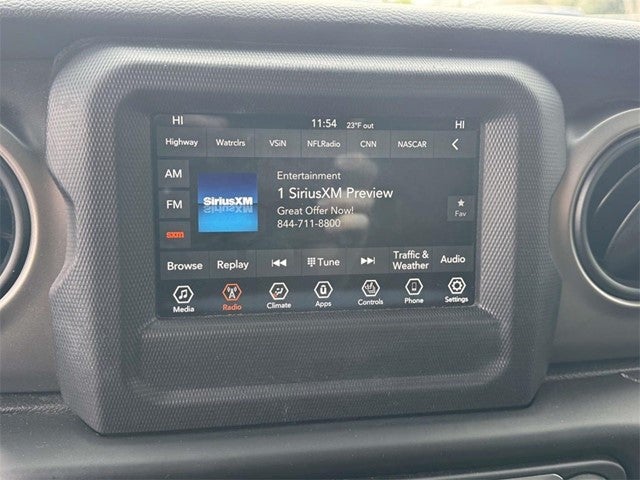 HI 11:54 23°F out HI
Highway Watrclrs VSiN NFLRadio CNN NASCAR
AM
FM
sxm
SiriusXM
Entertainment
1 SiriusXM Preview
Great Offer Now!
844-711-8800
Fav
Browse Replay Tune Traffic & Weather Audio
Media Radio Climate Apps Controls Phone Settings